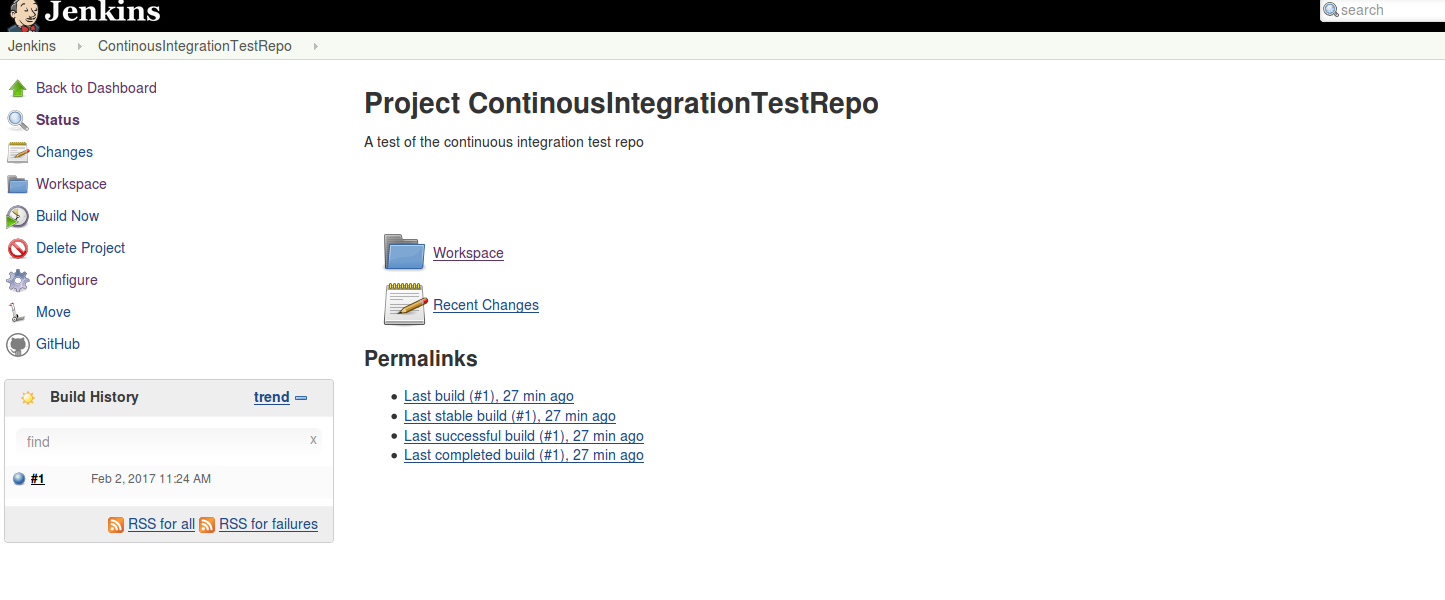 Jenkins
search
Jenkins ContinousIntegrationTestRepo
Back to Dashboard
Status
Changes
Workspace
Build Now
Delete Project
Configure
Move
GitHub
Build History trend
find x
#1 Feb 2, 2017 11:24 AM
RSS for all RSS for failures
Project ContinousIntegrationTestRepo
A test of the continuous integration test repo
Workspace
Recent Changes
Permalinks
Last build (#1), 27 min ago
Last stable build (#1), 27 min ago
Last successful build (#1), 27 min ago
Last completed build (#1), 27 min ago